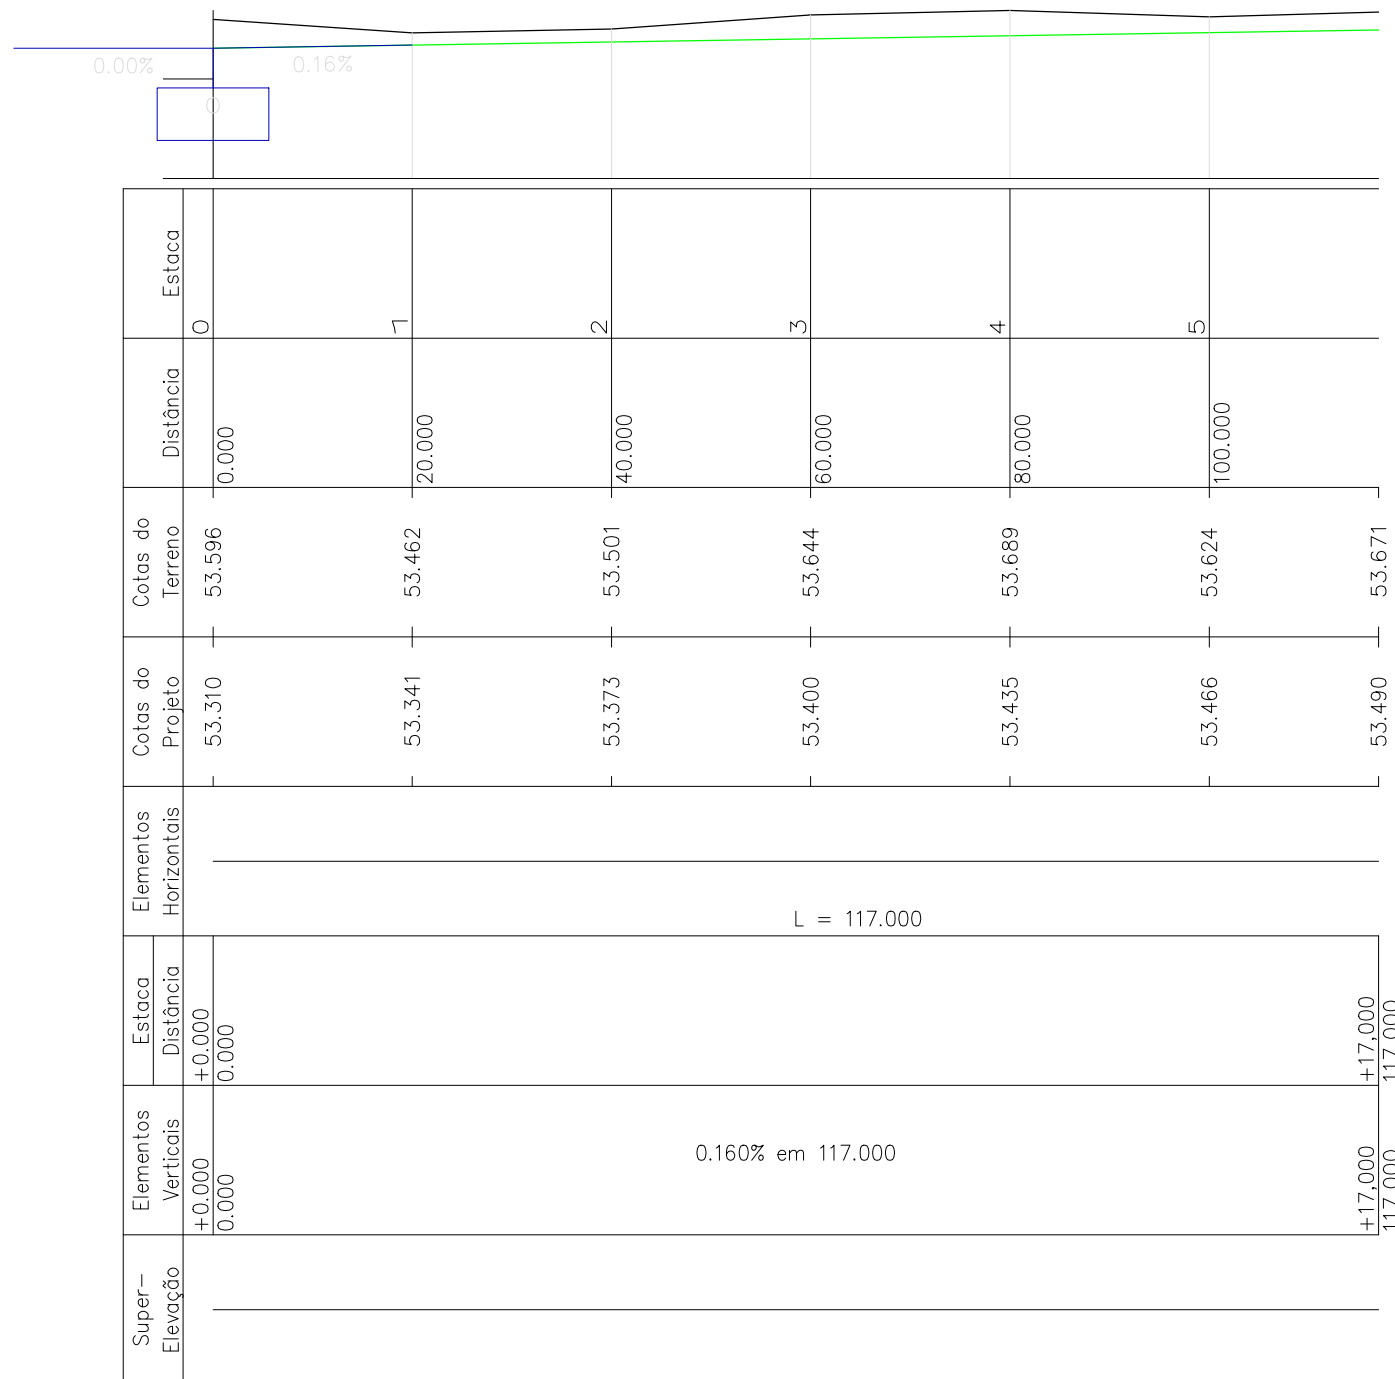 0.00%
0.16%
0
Estaca
0
1
2
3
4
5
Distância
0.000
20.000
40.000
60.000
80.000
100.000
Cotas do
Terreno
53.596
53.462
53.501
53.644
53.689
53.624
53.671
Cotas do
Projeto
53.310
53.341
53.373
53.400
53.435
53.466
53.490
Elementos
Horizontais
L = 117.000
Estaca
Distância
+0.000
0.000
+17,000
117.000
Elementos
Verticais
+0.000
0.000
0.160% em 117.000
+17,000
117.000
Super-
Elevação